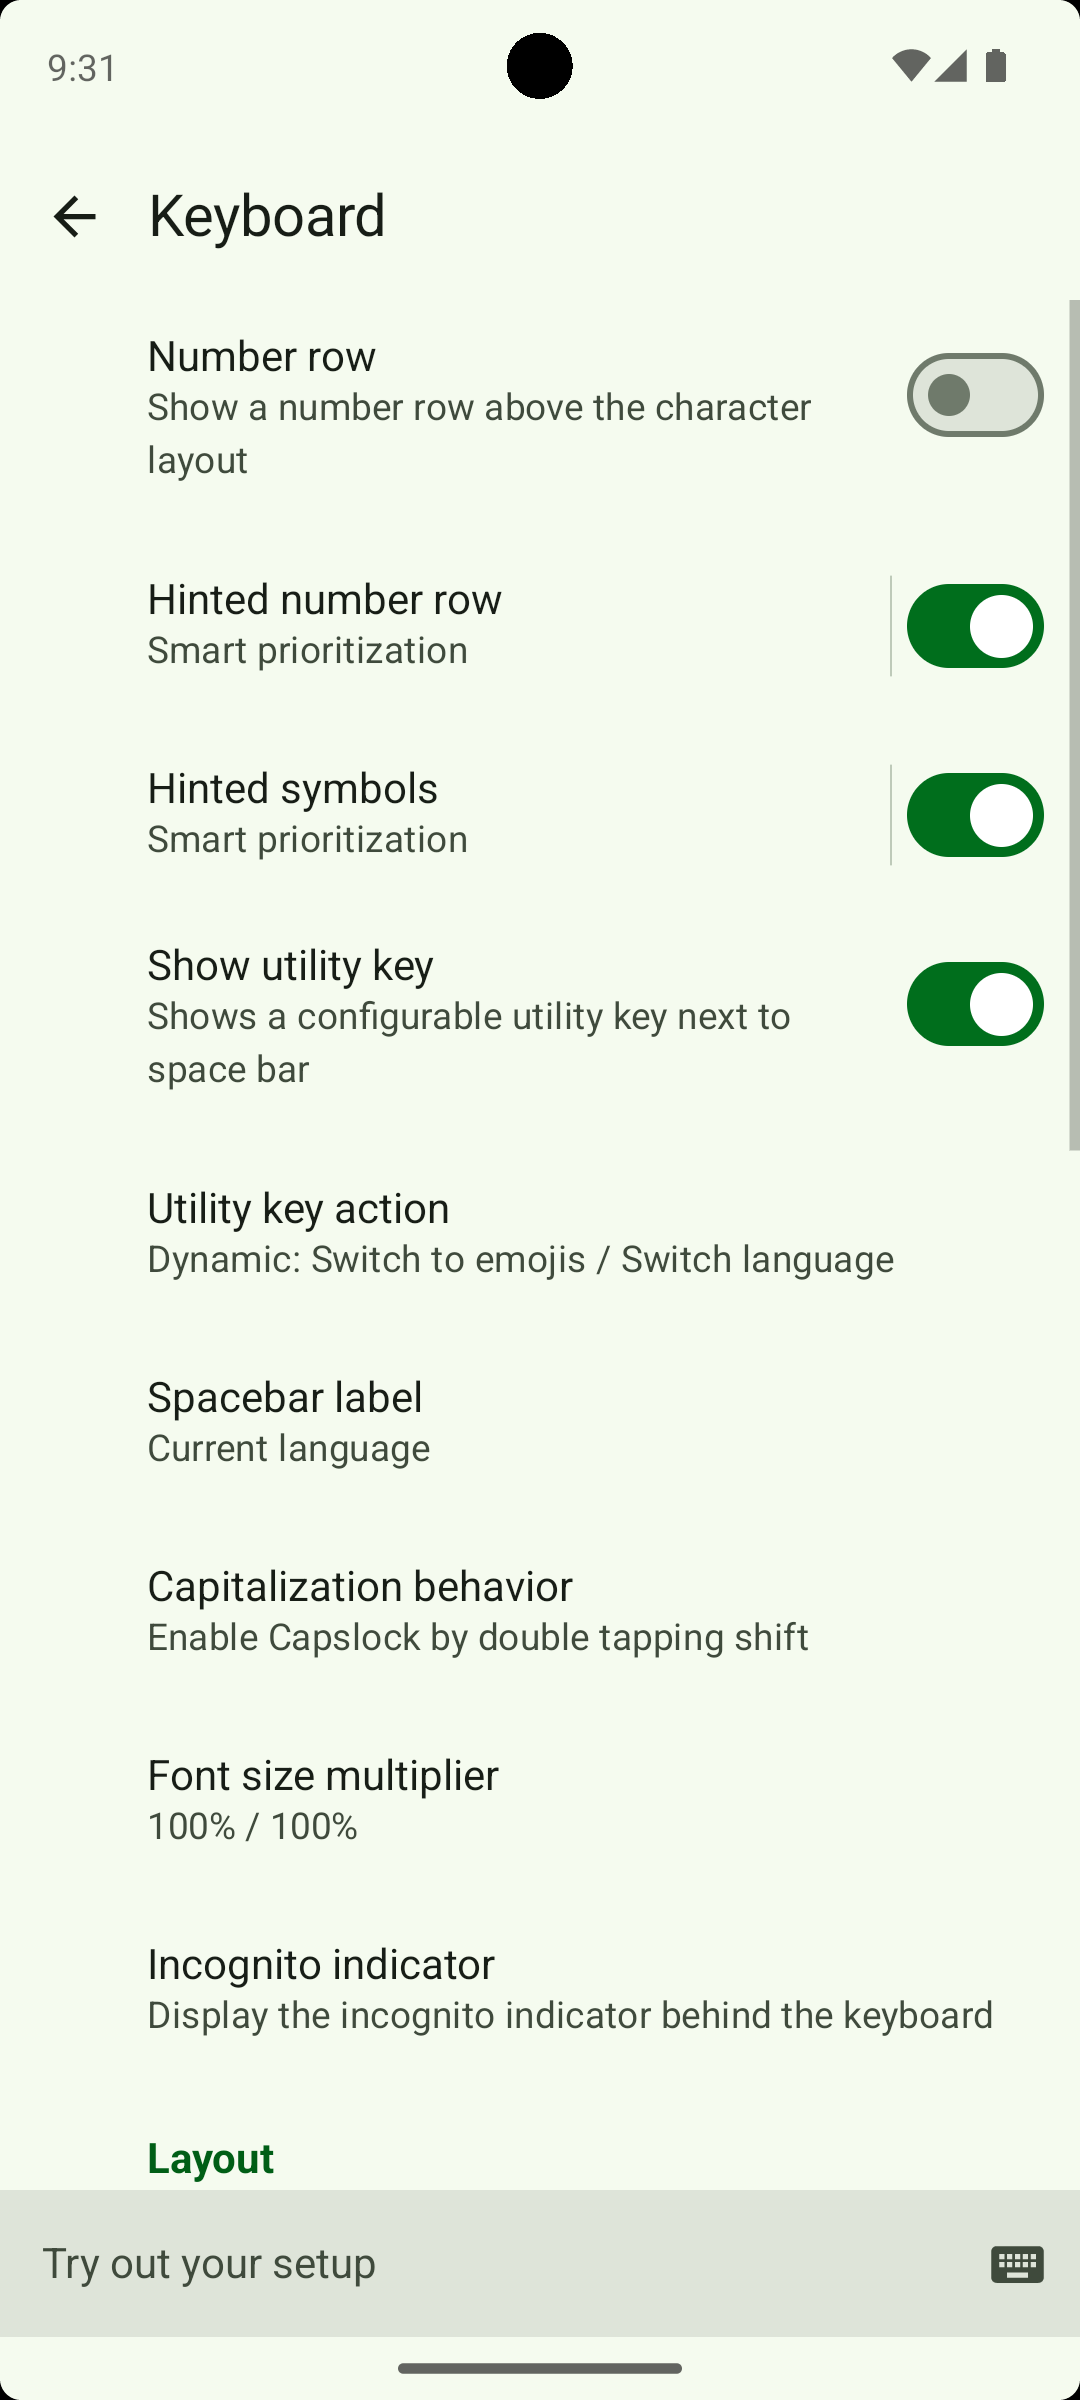 9:31
Keyboard
Number row
Show a number row above the character
layout
Hinted number row
Smart prioritization
Hinted symbols
Smart prioritization
Show utility key
Shows a configurable utility key next to
space bar
Utility key action
Dynamic: Switch to emojis / Switch language
Spacebar label
Current language
Capitalization behavior
Enable Capslock by double tapping shift
Font size multiplier
100% / 100%
Incognito indicator
Display the incognito indicator behind the keyboard
Layout
Try out your setup